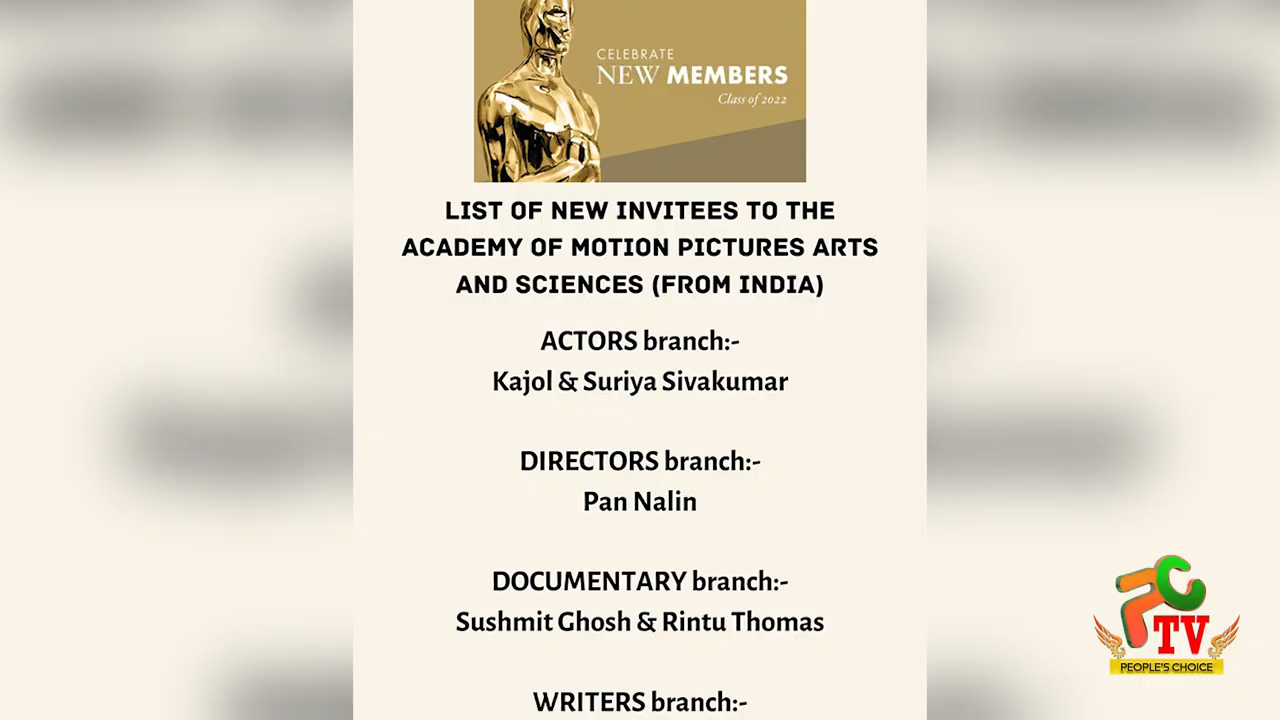 CELEBRATE
NEW MEMBERS
Class of 2022
LIST OF NEW INVITEES TO THE
ACADEMY OF MOTION PICTURES ARTS
AND SCIENCES (FROM INDIA)
ACTORS branch:-
Kajol & Suriya Sivakumar
DIRECTORS branch:-
Pan Nalin
DOCUMENTARY branch:-
Sushmit Ghosh & Rintu Thomas
WRITERS branch:-
PC
TV
PEOPLE'S CHOICE